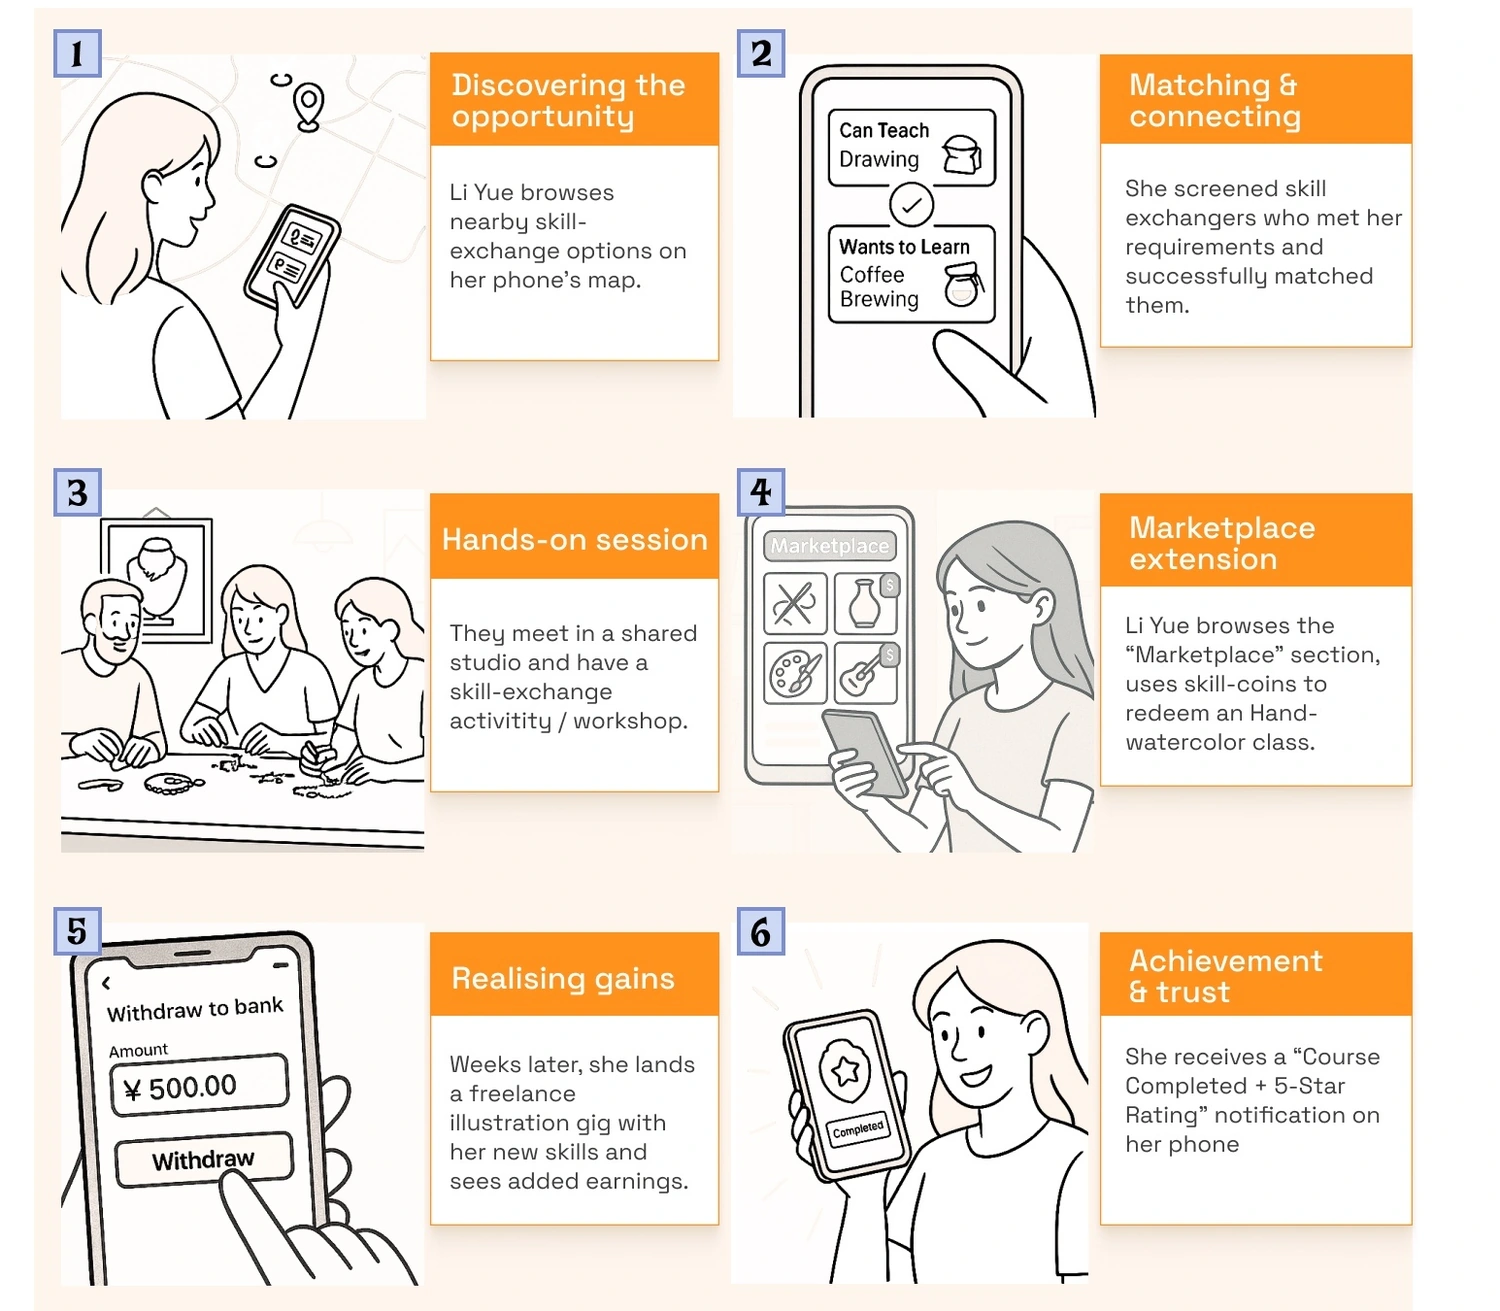 1
Discovering the
opportunity
Li Yue browses
nearby skill-
exchange options on
her phone's map.
2
Can Teach
Drawing
Wants to Learn
Coffee
Brewing
Matching &
connecting
She screened skill
exchangers who met her
requirements and
successfully matched
them.
3
Hands-on session
They meet in a shared
studio and have a
skill-exchange
activitity / workshop.
4
Marketplace
$
$
Marketplace
extension
Li Yue browses the
“Marketplace” section,
uses skill-coins to
redeem an Hand-
watercolor class.
5
Withdraw to bank
Amount
¥ 500.00
Withdraw
Realising gains
Weeks later, she lands
a freelance
illustration gig with
her new skills and
sees added earnings.
6
Completed
Achievement
& trust
She receives a “Course
Completed + 5-Star
Rating” notification on
her phone